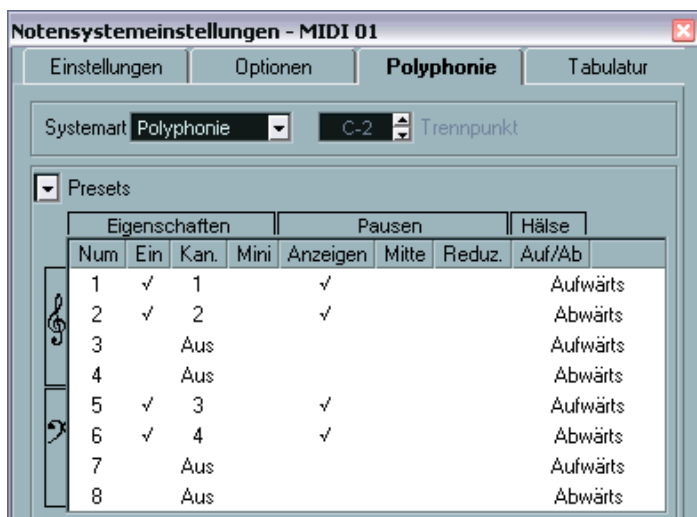 Notensystemeinstellungen - MIDI 01
Einstellungen Optionen Polyphonie Tabulatur
Systemart Polyphonie C-2 Trennpunkt
Presets
Eigenschaften Pausen Hälse
Num Ein Kan. Mini Anzeigen Mitte Reduz. Auf/Ab
1 √ 1 √ Aufwärts
2 √ 2 √ Abwärts
3 Aus Aufwärts
4 Aus Abwärts
5 √ 3 √ Aufwärts
6 √ 4 √ Abwärts
7 Aus Aufwärts
8 Aus Abwärts